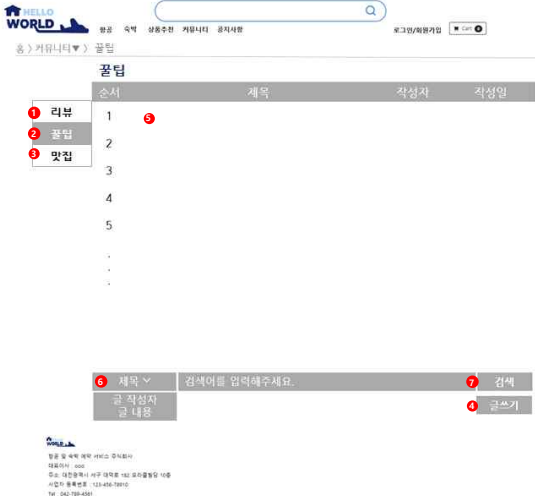 HELLO
WORLD
항공 숙박 상품추천 커뮤니티 공지사항 로그인/회원가입 Cart 0
홈 > 커뮤니티▼ > 꿀팁
꿀팁
순서 제목 작성자 작성일
1 리뷰
2 꿀팁
3 맛집
1 5
2
3
4
5
.
.
.
6 제목 검색어를 입력해주세요. 7 검색
글 작성자
글 내용
4 글쓰기
WORLD
항공 및 숙박 예약 서비스 주식회사
대표이사 : ooo
주소: 대전광역시 서구 대덕로 182 오라클빌딩 10층
사업자 등록번호 : 123-456-78910
Tel : 042-789-4561